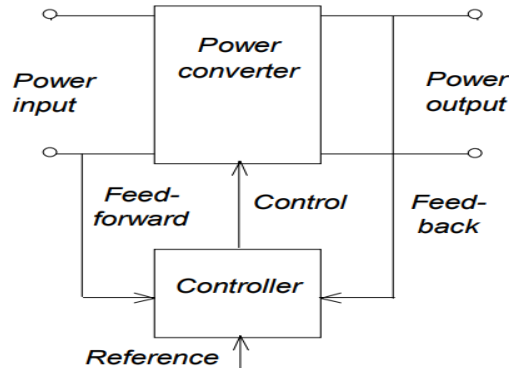 Power
converter
Power
input
Power
output
Feed-
forward
Control
Feed-
back
Controller
Reference